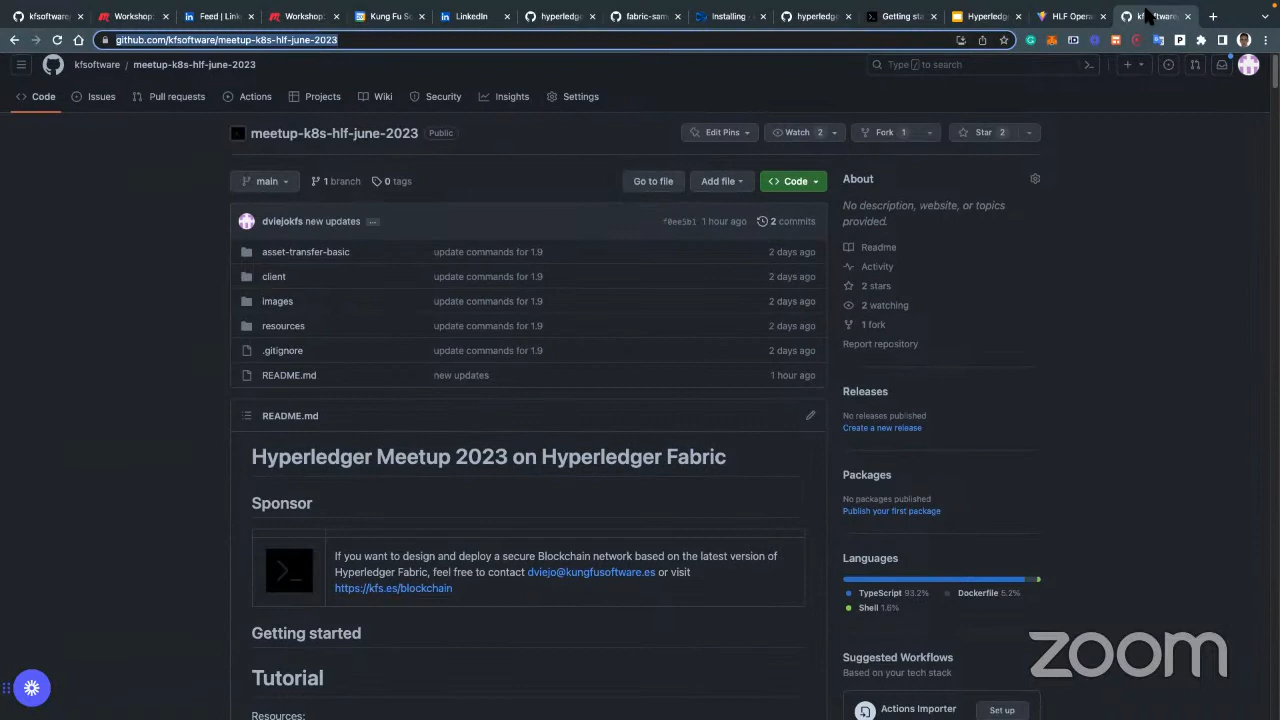 kfsoftware/
Workshop:
Feed | Link
Workshop:
Kung Fu So
LinkedIn
hyperledge
fabric-sam
Installing
hyperledge
Getting sta
Hyperledge
HLF Opera
kfsoftware
github.com/kfsoftware/meetup-k8s-hlf-june-2023
kfsoftware / meetup-k8s-hlf-june-2023
Type / to search
Code
Issues
Pull requests
Actions
Projects
Wiki
Security
Insights
Settings
meetup-k8s-hlf-june-2023 Public
Edit Pins
Watch 2
Fork 1
Star 2
main
1 branch
0 tags
Go to file
Add file
Code
dviejokfs new updates ...
f0ee5b1 1 hour ago
2 commits
asset-transfer-basic update commands for 1.9 2 days ago
client update commands for 1.9 2 days ago
images update commands for 1.9 2 days ago
resources update commands for 1.9 2 days ago
.gitignore update commands for 1.9 2 days ago
README.md new updates 1 hour ago
README.md
Hyperledger Meetup 2023 on Hyperledger Fabric
Sponsor
If you want to design and deploy a secure Blockchain network based on the latest version of
Hyperledger Fabric, feel free to contact dviejo@kungfusoftware.es or visit
https://kfs.es/blockchain
Getting started
Tutorial
Resources:
About
No description, website, or topics
provided.
Readme
Activity
2 stars
2 watching
1 fork
Report repository
Releases
No releases published
Create a new release
Packages
No packages published
Publish your first package
Languages
TypeScript 93.2%
Dockerfile 5.2%
Shell 1.6%
Suggested Workflows
Based on your tech stack
Actions Importer
Set up
zoom